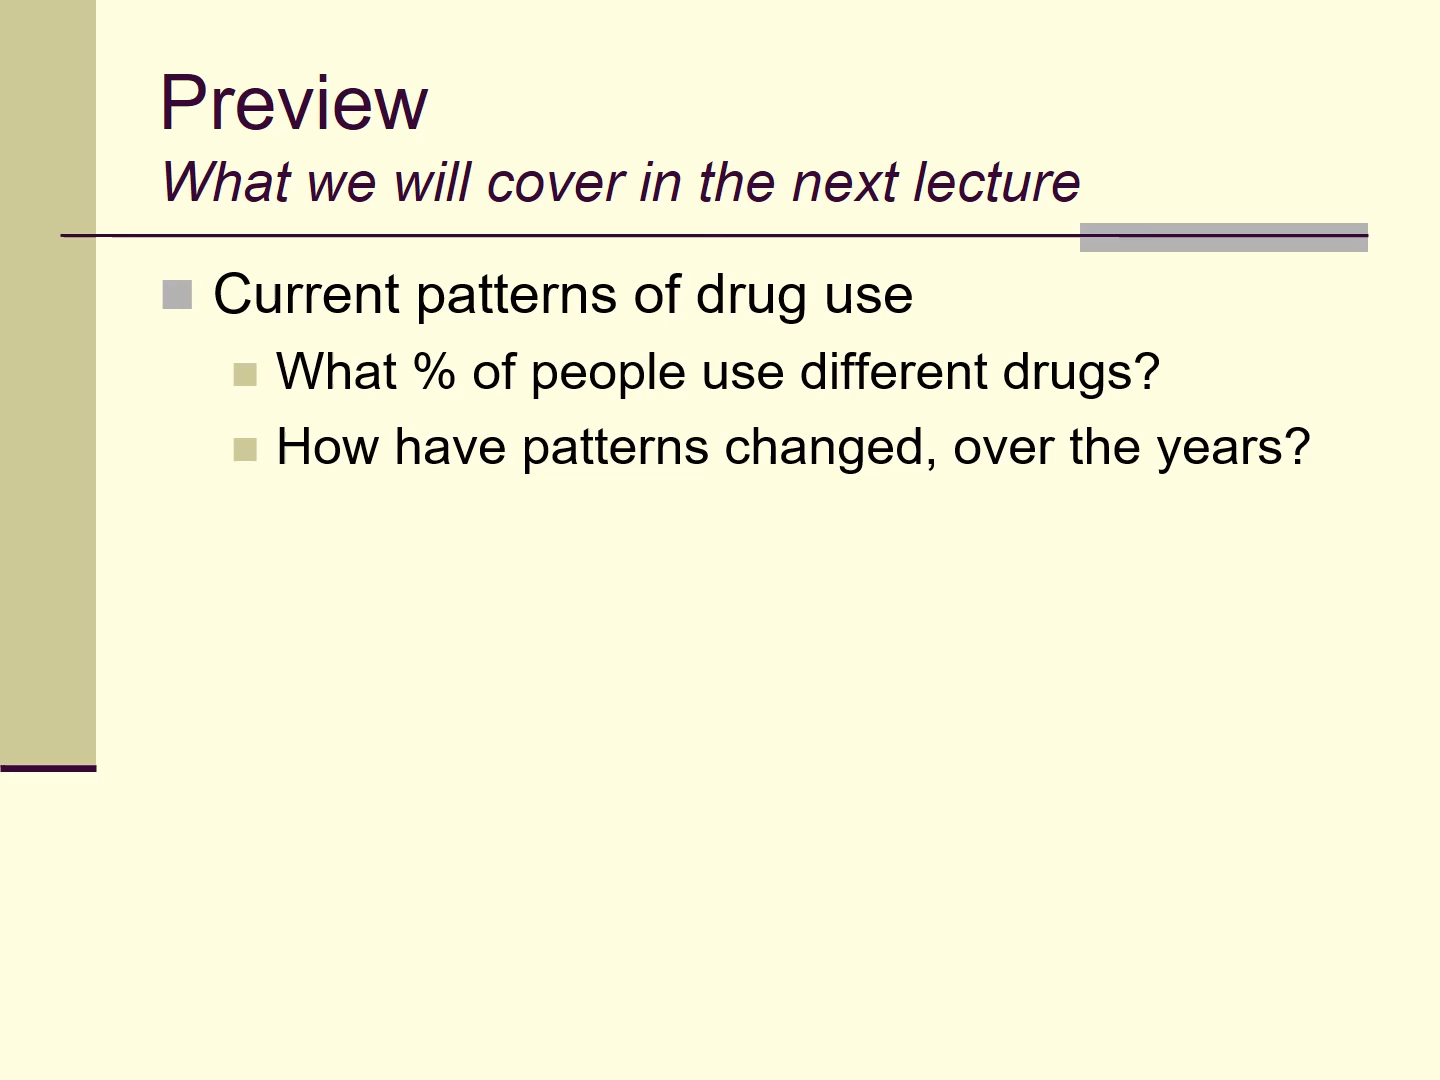 Preview
What we will cover in the next lecture
Current patterns of drug use
What % of people use different drugs?
How have patterns changed, over the years?